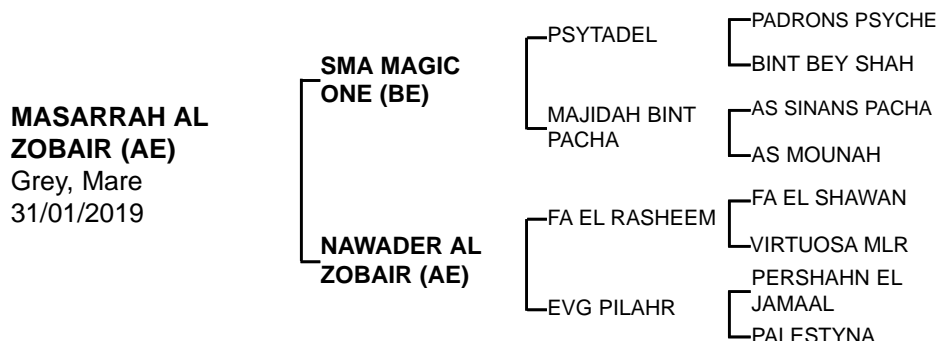 MASARRAH AL
ZOBAIR (AE)
Grey, Mare
31/01/2019
SMA MAGIC
ONE (BE)
NAWADER AL
ZOBAIR (AE)
PSYTADEL
MAJIDAH BINT
PACHA
FA EL RASHEEM
EVG PILAHR
PADRONS PSYCHE
BINT BEY SHAH
AS SINANS PACHA
AS MOUNAH
FA EL SHAWAN
VIRTUOSA MLR
PERSHAHN EL
JAMAAL
PALESTYNA